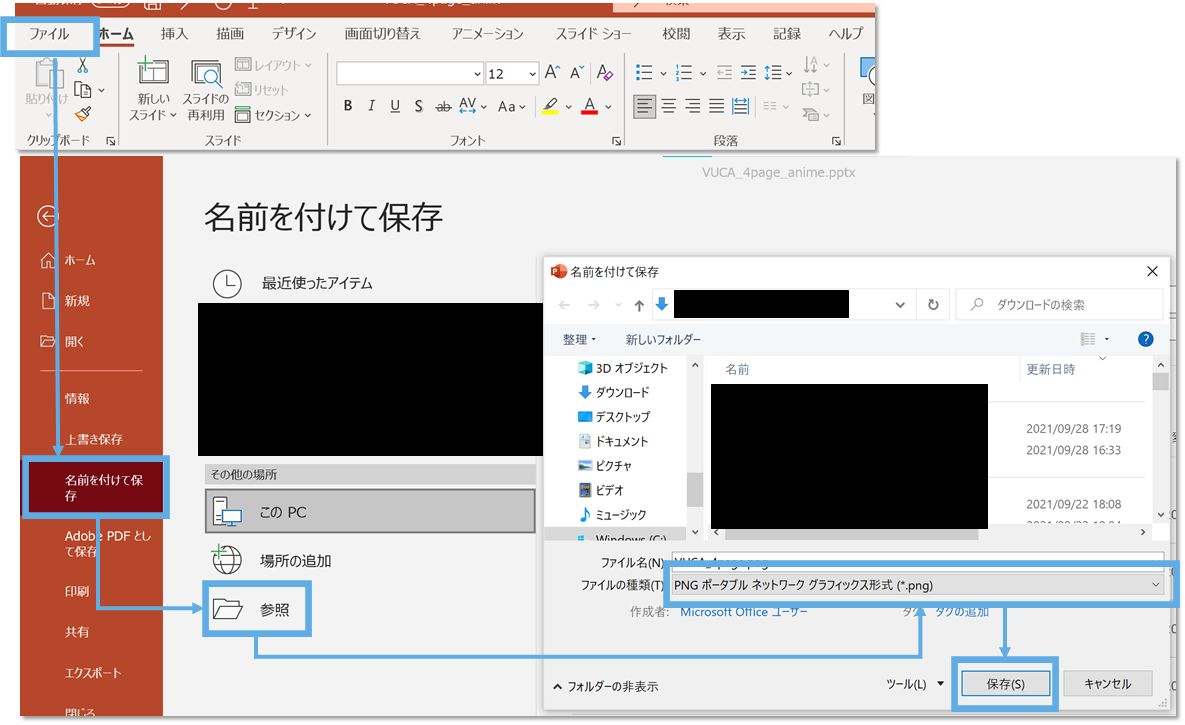 ファイル ホーム 挿入 描画 デザイン 画面切り替え アニメーション スライド ショー 校閲 表示 記録 ヘルプ
貼り付け
新しい
スライド
スライドの
再利用
レイアウト
リセット
セクション
12
B I U S ab AV Aa A
クリップボード スライド フォント 段落
VUCA_4page_anime.pptx
名前を付けて保存
ホーム
新規
開く
情報
上書き保存
名前を付けて保
存
Adobe PDF とし
て保存
印刷
共有
エクスポート
閉じる
最近使ったアイテム
その他の場所
この PC
場所の追加
参照
名前を付けて保存
ダウンロードの検索
整理 新しいフォルダー
3D オブジェクト
ダウンロード
デスクトップ
ドキュメント
ピクチャ
ビデオ
ミュージック
Windows (C:)
名前 更新日時
2021/09/28 17:19
2021/09/28 16:33
2021/09/22 18:08
ファイル名(N):
VUCA_4page.png
ファイルの種類(T):
PNG ポータブル ネットワーク グラフィックス形式 (*.png)
作成者: Microsoft Office ユーザー タグ: タグの追加
フォルダーの非表示 ツール(L) 保存(S) キャンセル